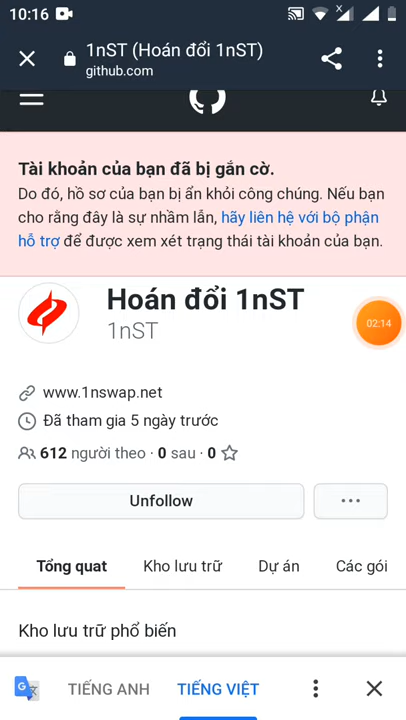 10:16
1nST (Hoán đổi 1nST)
github.com
Tài khoản của bạn đã bị gắn cờ.
Do đó, hồ sơ của bạn bị ẩn khỏi công chúng. Nếu bạn
cho rằng đây là sự nhầm lẫn, hãy liên hệ với bộ phận
hỗ trợ để được xem xét trạng thái tài khoản của bạn.
Hoán đổi 1nST
1nST
02:14
www.1nswap.net
Đã tham gia 5 ngày trước
612 người theo · 0 sau · 0
Unfollow
Tổng quat Kho lưu trữ Dự án Các gói
Kho lưu trữ phổ biến
TIẾNG ANH TIẾNG VIỆT